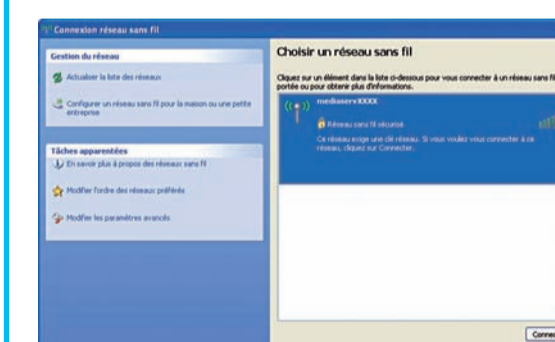 Connexion réseau sans fil
Gestion du réseau
Actualiser la liste des réseaux
Configurer un réseau sans fil pour la maison ou une petite
entreprise
Tâches apparentées
En savoir plus à propos des réseaux sans fil
Modifier l'ordre des réseaux préférés
Modifier les paramètres avancés
Choisir un réseau sans fil
Cliquez sur un élément dans la liste ci-dessous pour vous connecter à un réseau sans fil
portée ou pour obtenir plus d'informations.
mediaservXXXX
Réseau sans fil sécurisé
Ce réseau exige une clé réseau. Si vous voulez vous connecter à ce
réseau, cliquez sur Connecter.
Connec